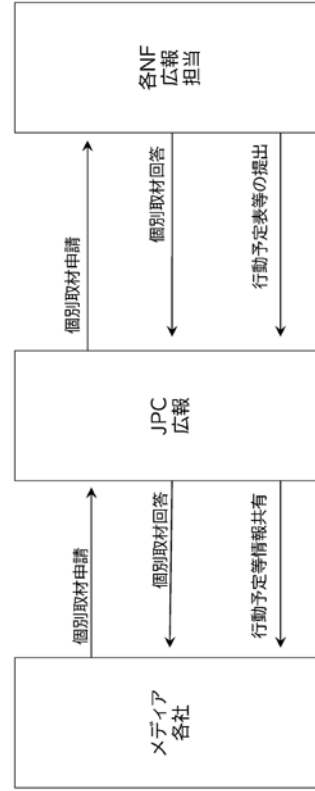 メディア
各社
個別取材申請
個別取材回答
行動予定等情報共有
JPC
広報
個別取材申請
個別取材回答
行動予定表等の提出
各NF
広報
担当